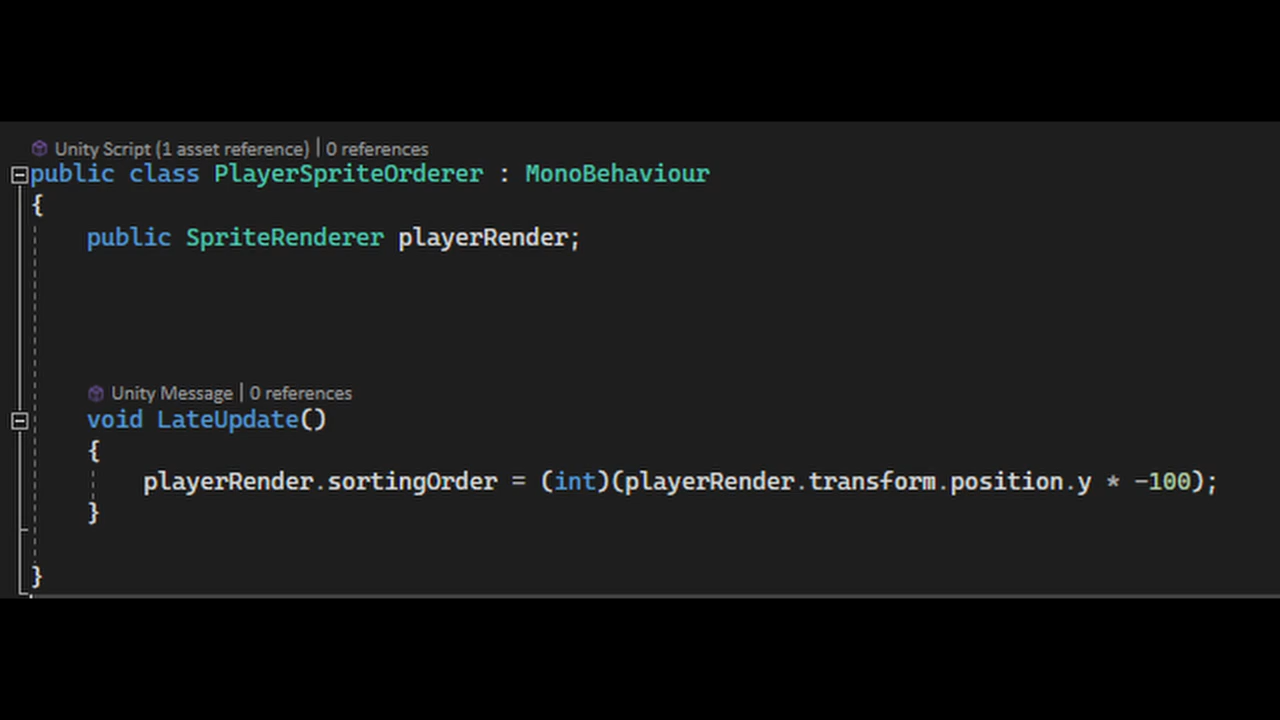 Unity Script (1 asset reference) | 0 references
public class PlayerSpriteOrderer : MonoBehaviour
{
public SpriteRenderer playerRender;
Unity Message | 0 references
void LateUpdate()
{
playerRender.sortingOrder = (int)(playerRender.transform.position.y * -100);
}
}